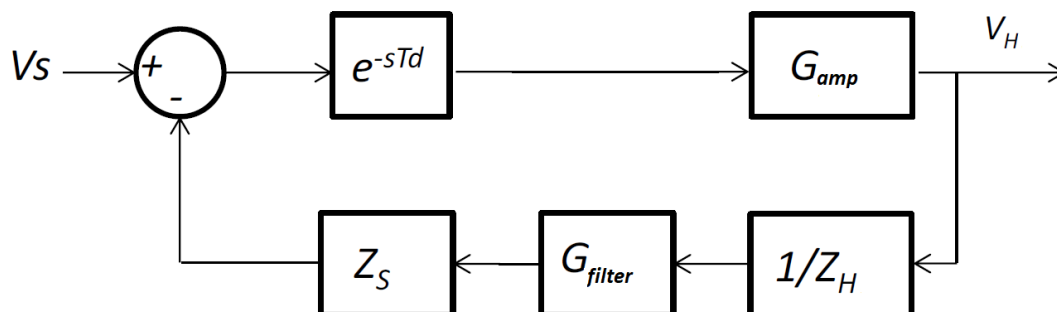 Vs
+
-
e^-sTd
G_amp
V_H
Z_S
G_filter
1/Z_H